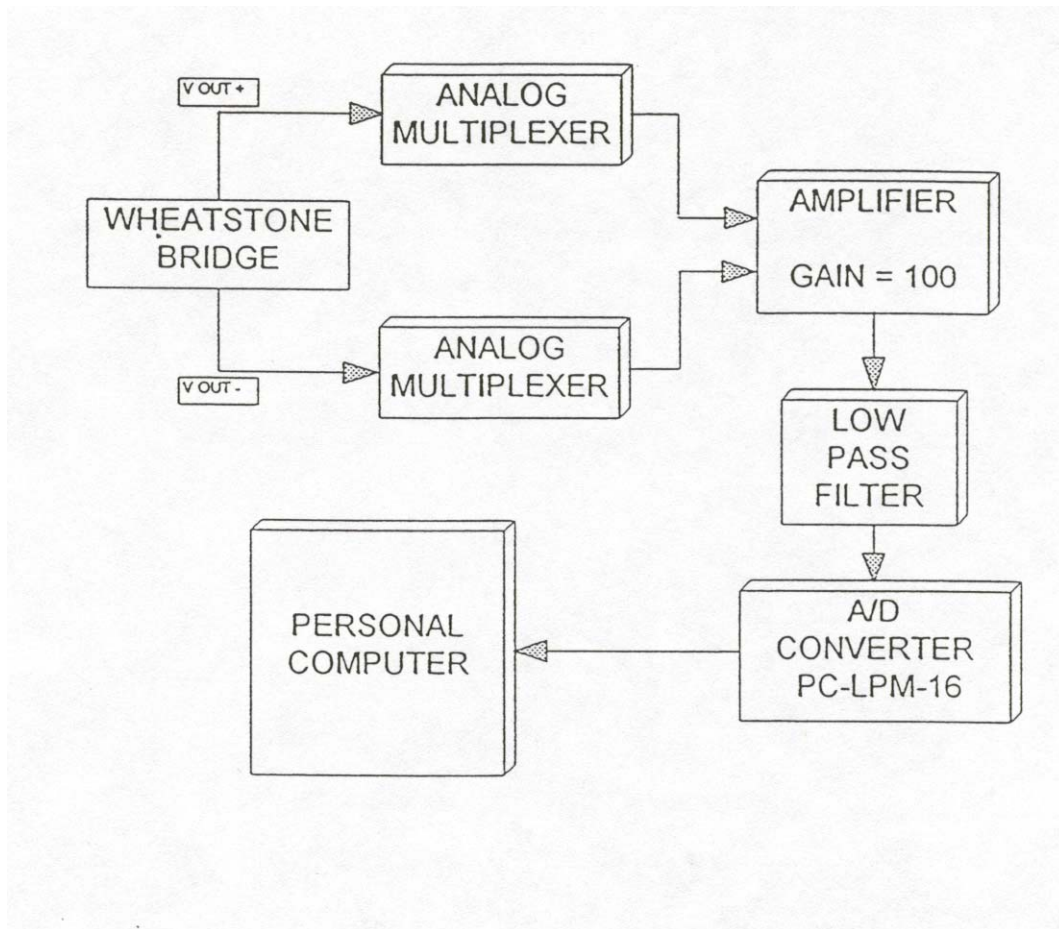 V OUT +
ANALOG
MULTIPLEXER
WHEATSTONE
BRIDGE
AMPLIFIER
GAIN = 100
V OUT -
ANALOG
MULTIPLEXER
LOW
PASS
FILTER
PERSONAL
COMPUTER
A/D
CONVERTER
PC-LPM-16